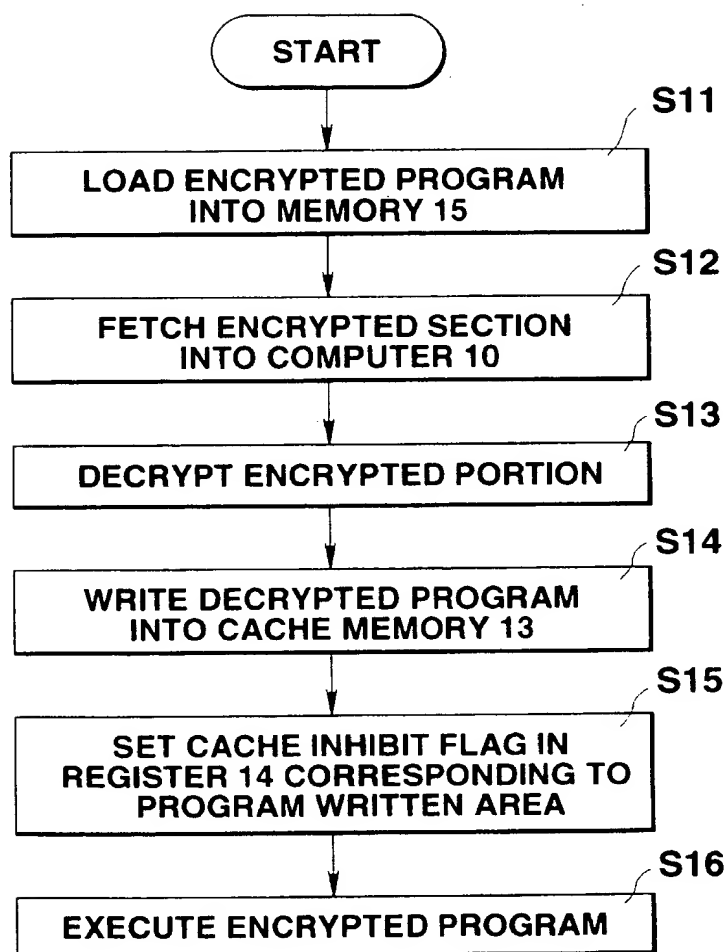 START
S11
LOAD ENCRYPTED PROGRAM
INTO MEMORY 15
S12
FETCH ENCRYPTED SECTION
INTO COMPUTER 10
S13
DECRYPT ENCRYPTED PORTION
S14
WRITE DECRYPTED PROGRAM
INTO CACHE MEMORY 13
S15
SET CACHE INHIBIT FLAG IN
REGISTER 14 CORRESPONDING TO
PROGRAM WRITTEN AREA
S16
EXECUTE ENCRYPTED PROGRAM